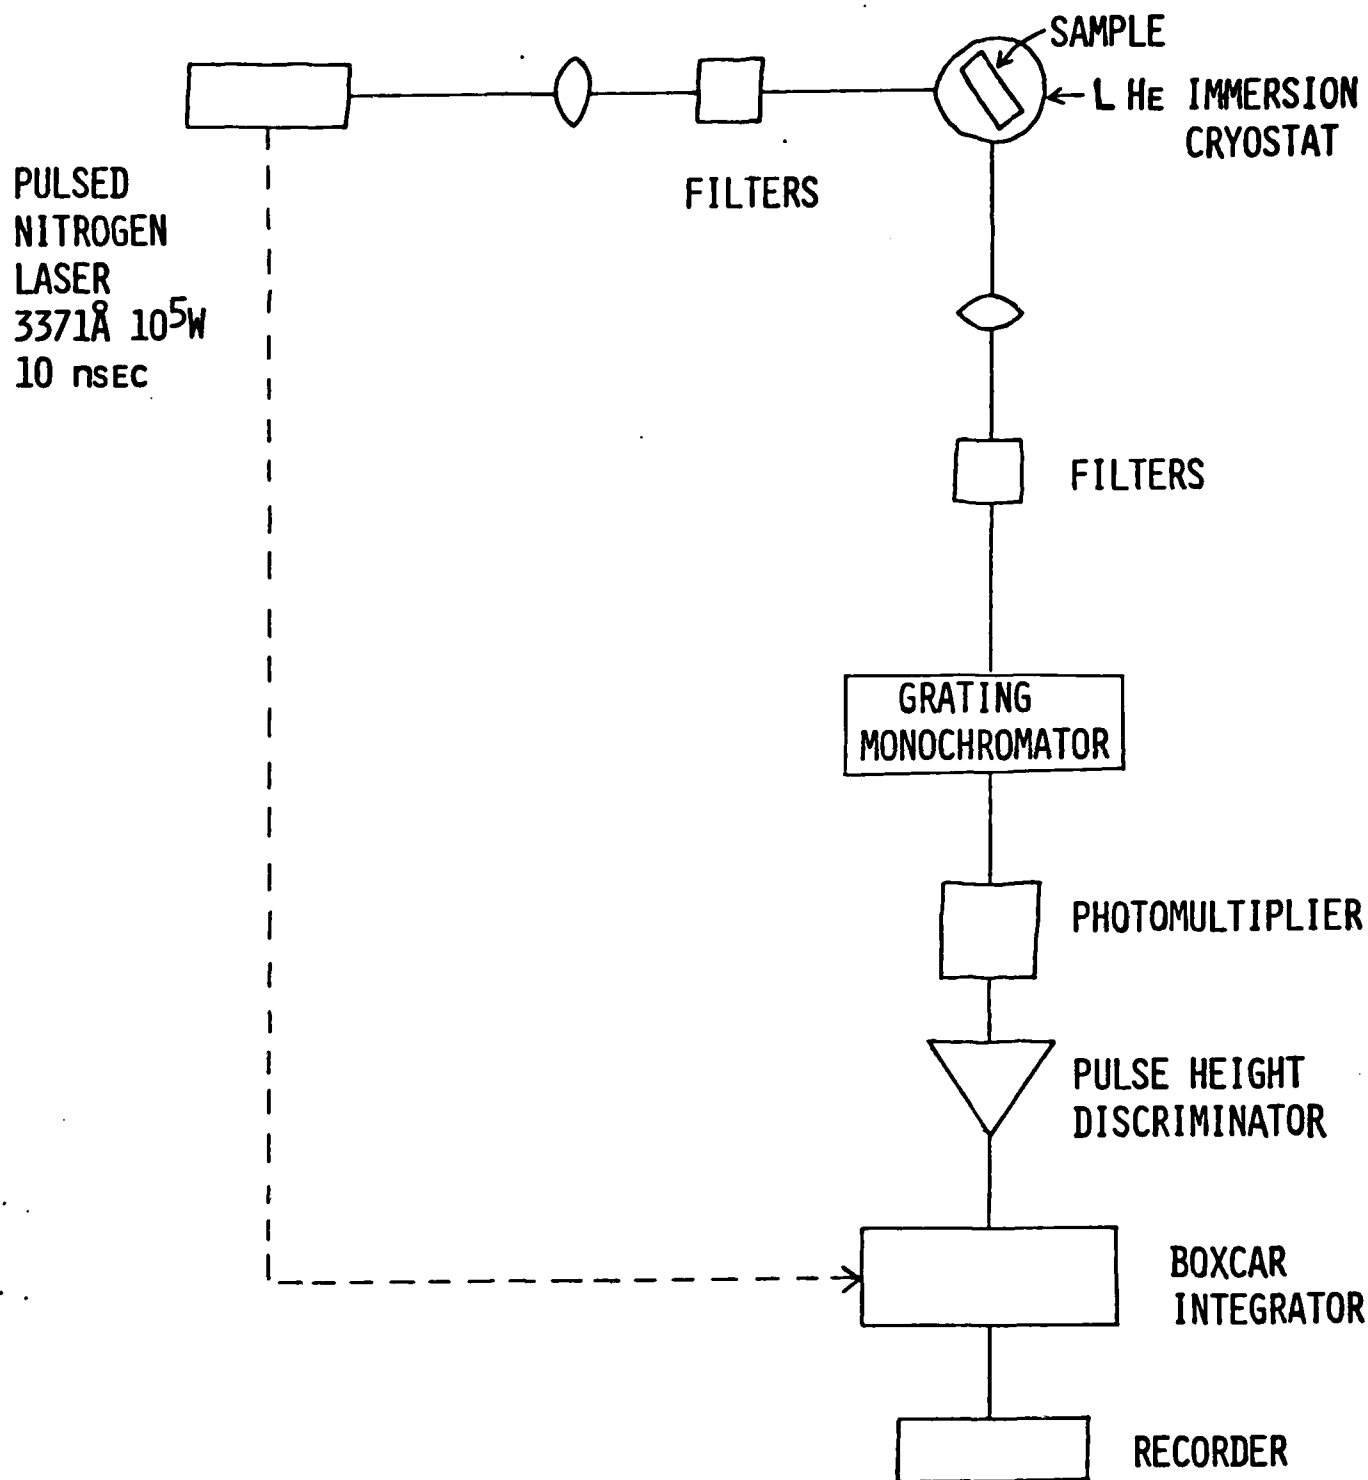 SAMPLE
L HE IMMERSION
CRYOSTAT
PULSED
NITROGEN
LASER
3371Å 10⁵W
10 nSEC
FILTERS
FILTERS
GRATING
MONOCHROMATOR
PHOTOMULTIPLIER
PULSE HEIGHT
DISCRIMINATOR
BOXCAR
INTEGRATOR
RECORDER